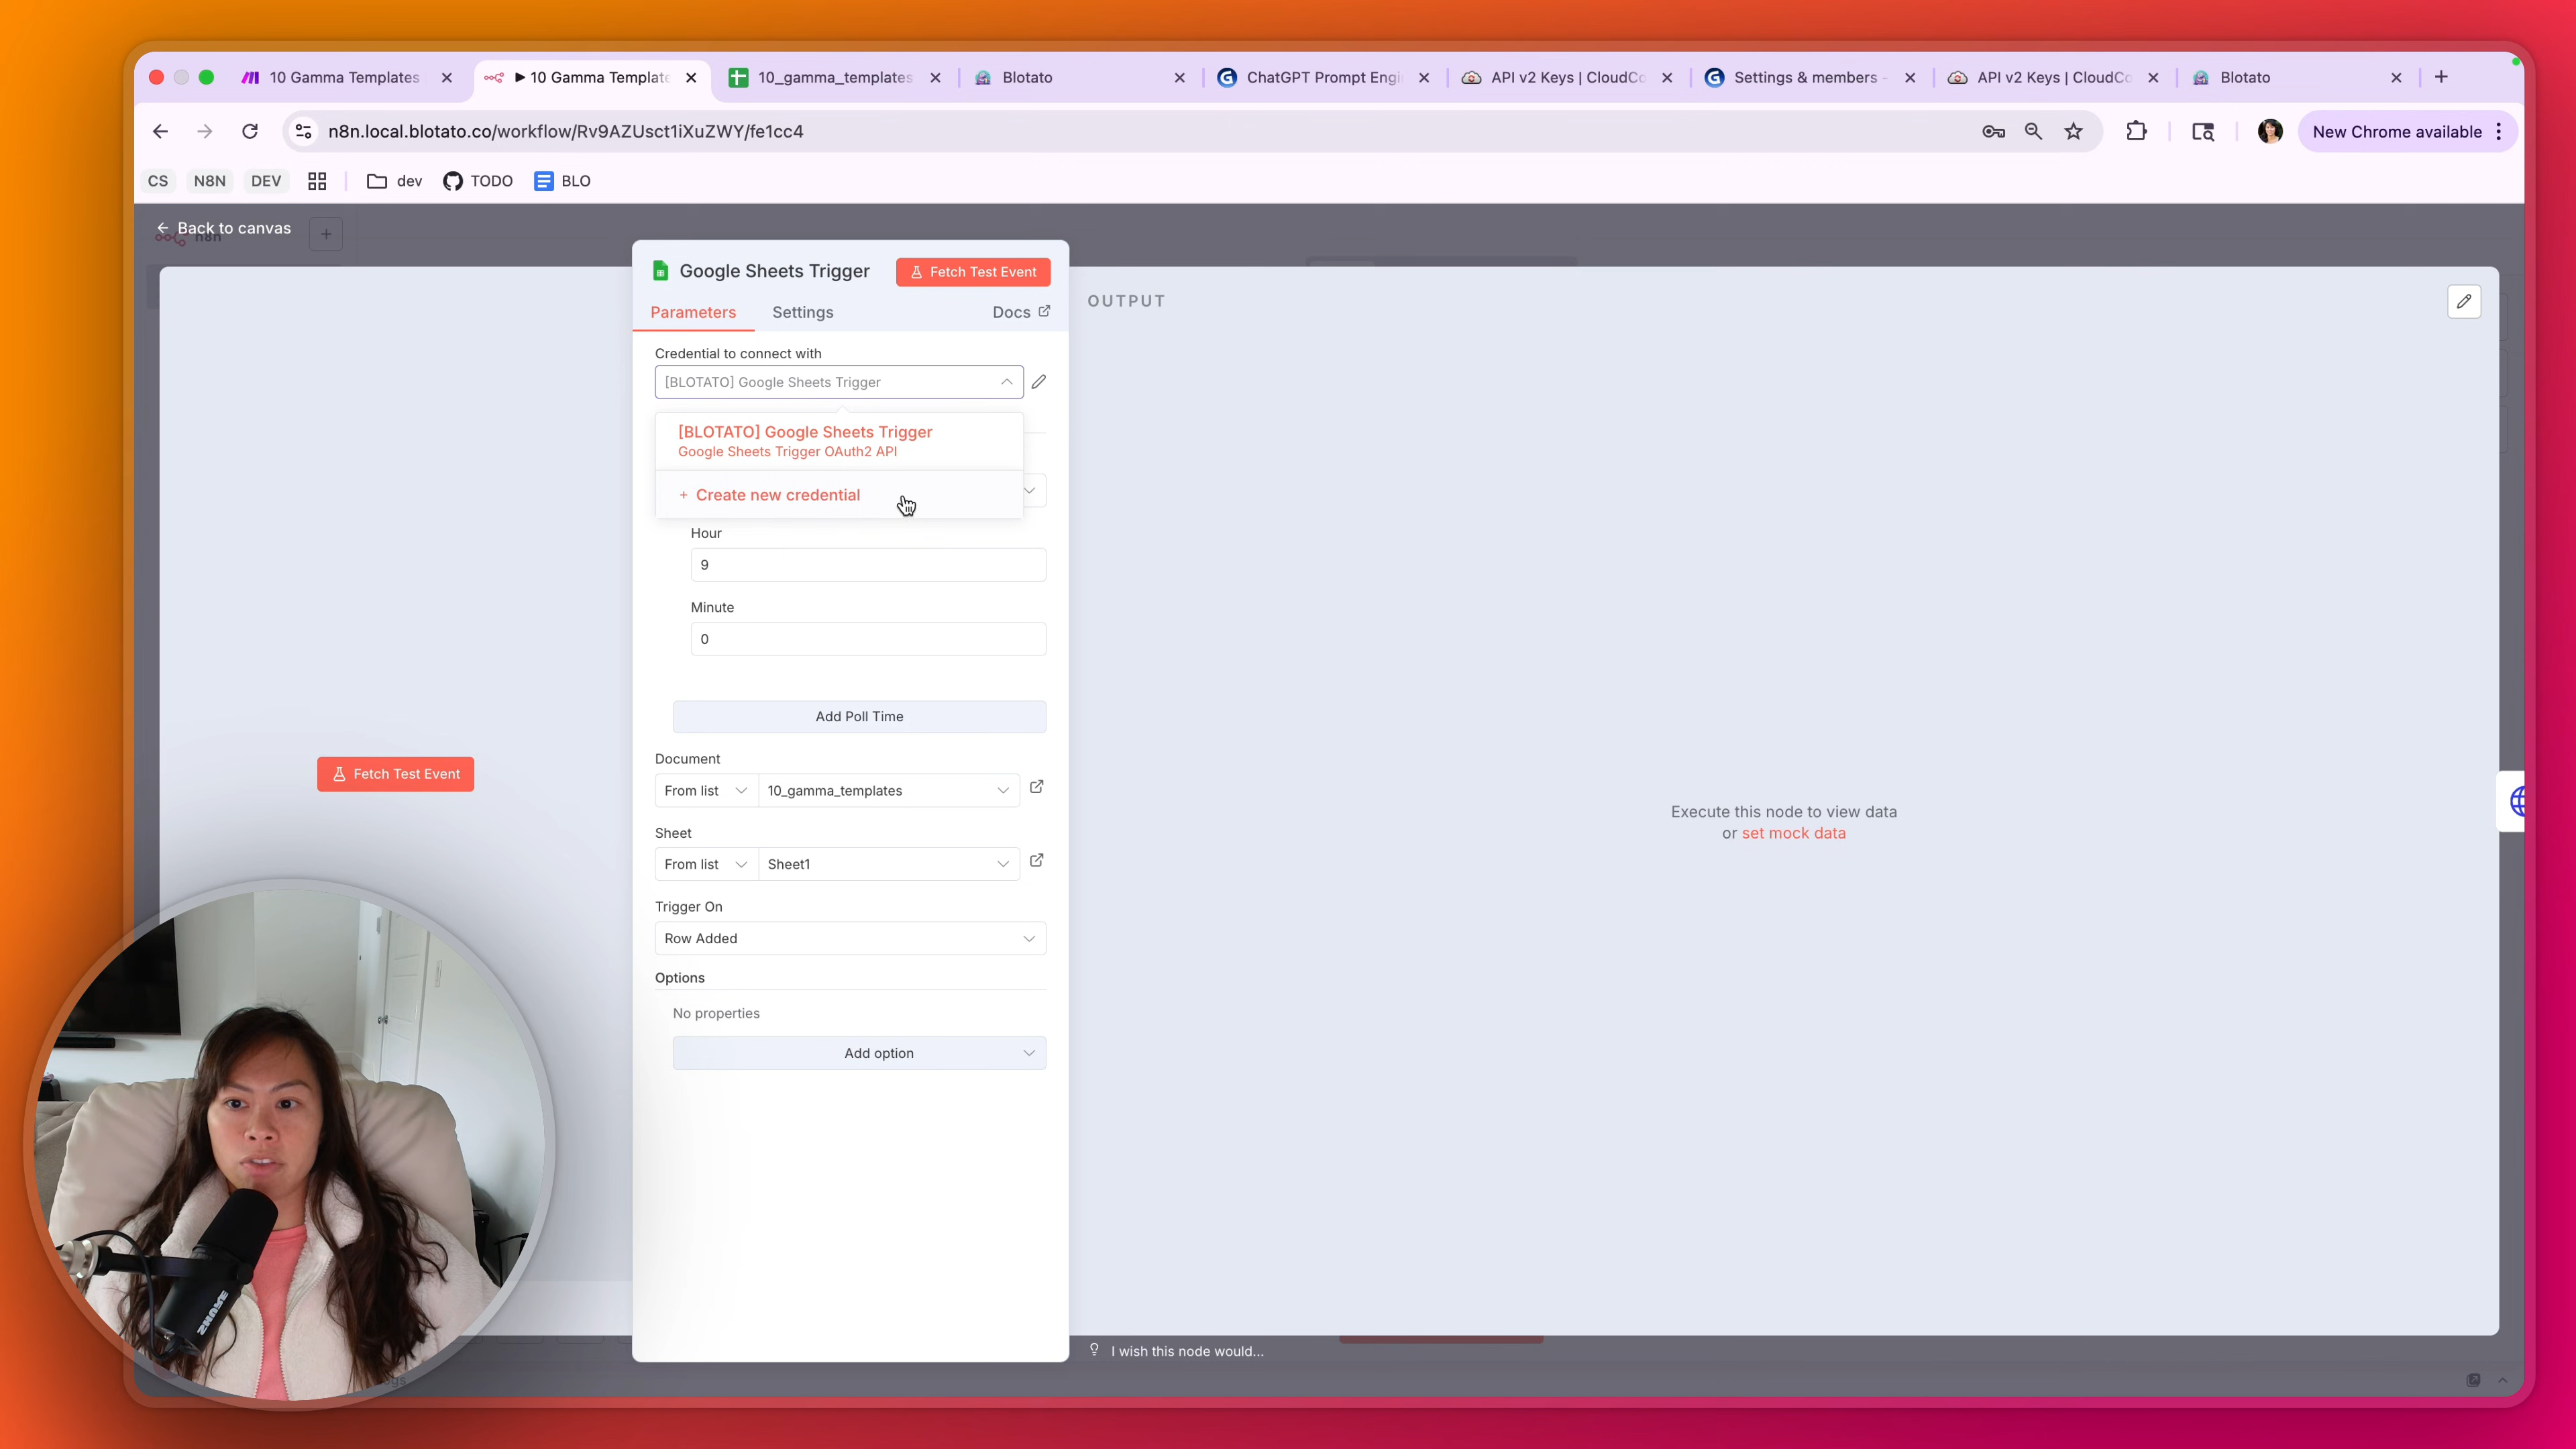 10 Gamma Templates
▶ 10 Gamma Template
10_gamma_templates
Blotato
ChatGPT Prompt Engi
API v2 Keys | CloudCo
Settings & members -
API v2 Keys | CloudCo
Blotato
n8n.local.blotato.co/workflow/Rv9AZUsct1iXuZWY/fe1cc4
New Chrome available
CS
N8N
DEV
dev
TODO
BLO
Back to canvas
n8n
Google Sheets Trigger
Fetch Test Event
Parameters
Settings
Docs
OUTPUT
Credential to connect with
[BLOTATO] Google Sheets Trigger
[BLOTATO] Google Sheets Trigger
Google Sheets Trigger OAuth2 API
+ Create new credential
Hour
9
Minute
0
Add Poll Time
Document
From list
10_gamma_templates
Fetch Test Event
Sheet
From list
Sheet1
Execute this node to view data
or set mock data
Trigger On
Row Added
Options
No properties
Add option
SHURE
I wish this node would...